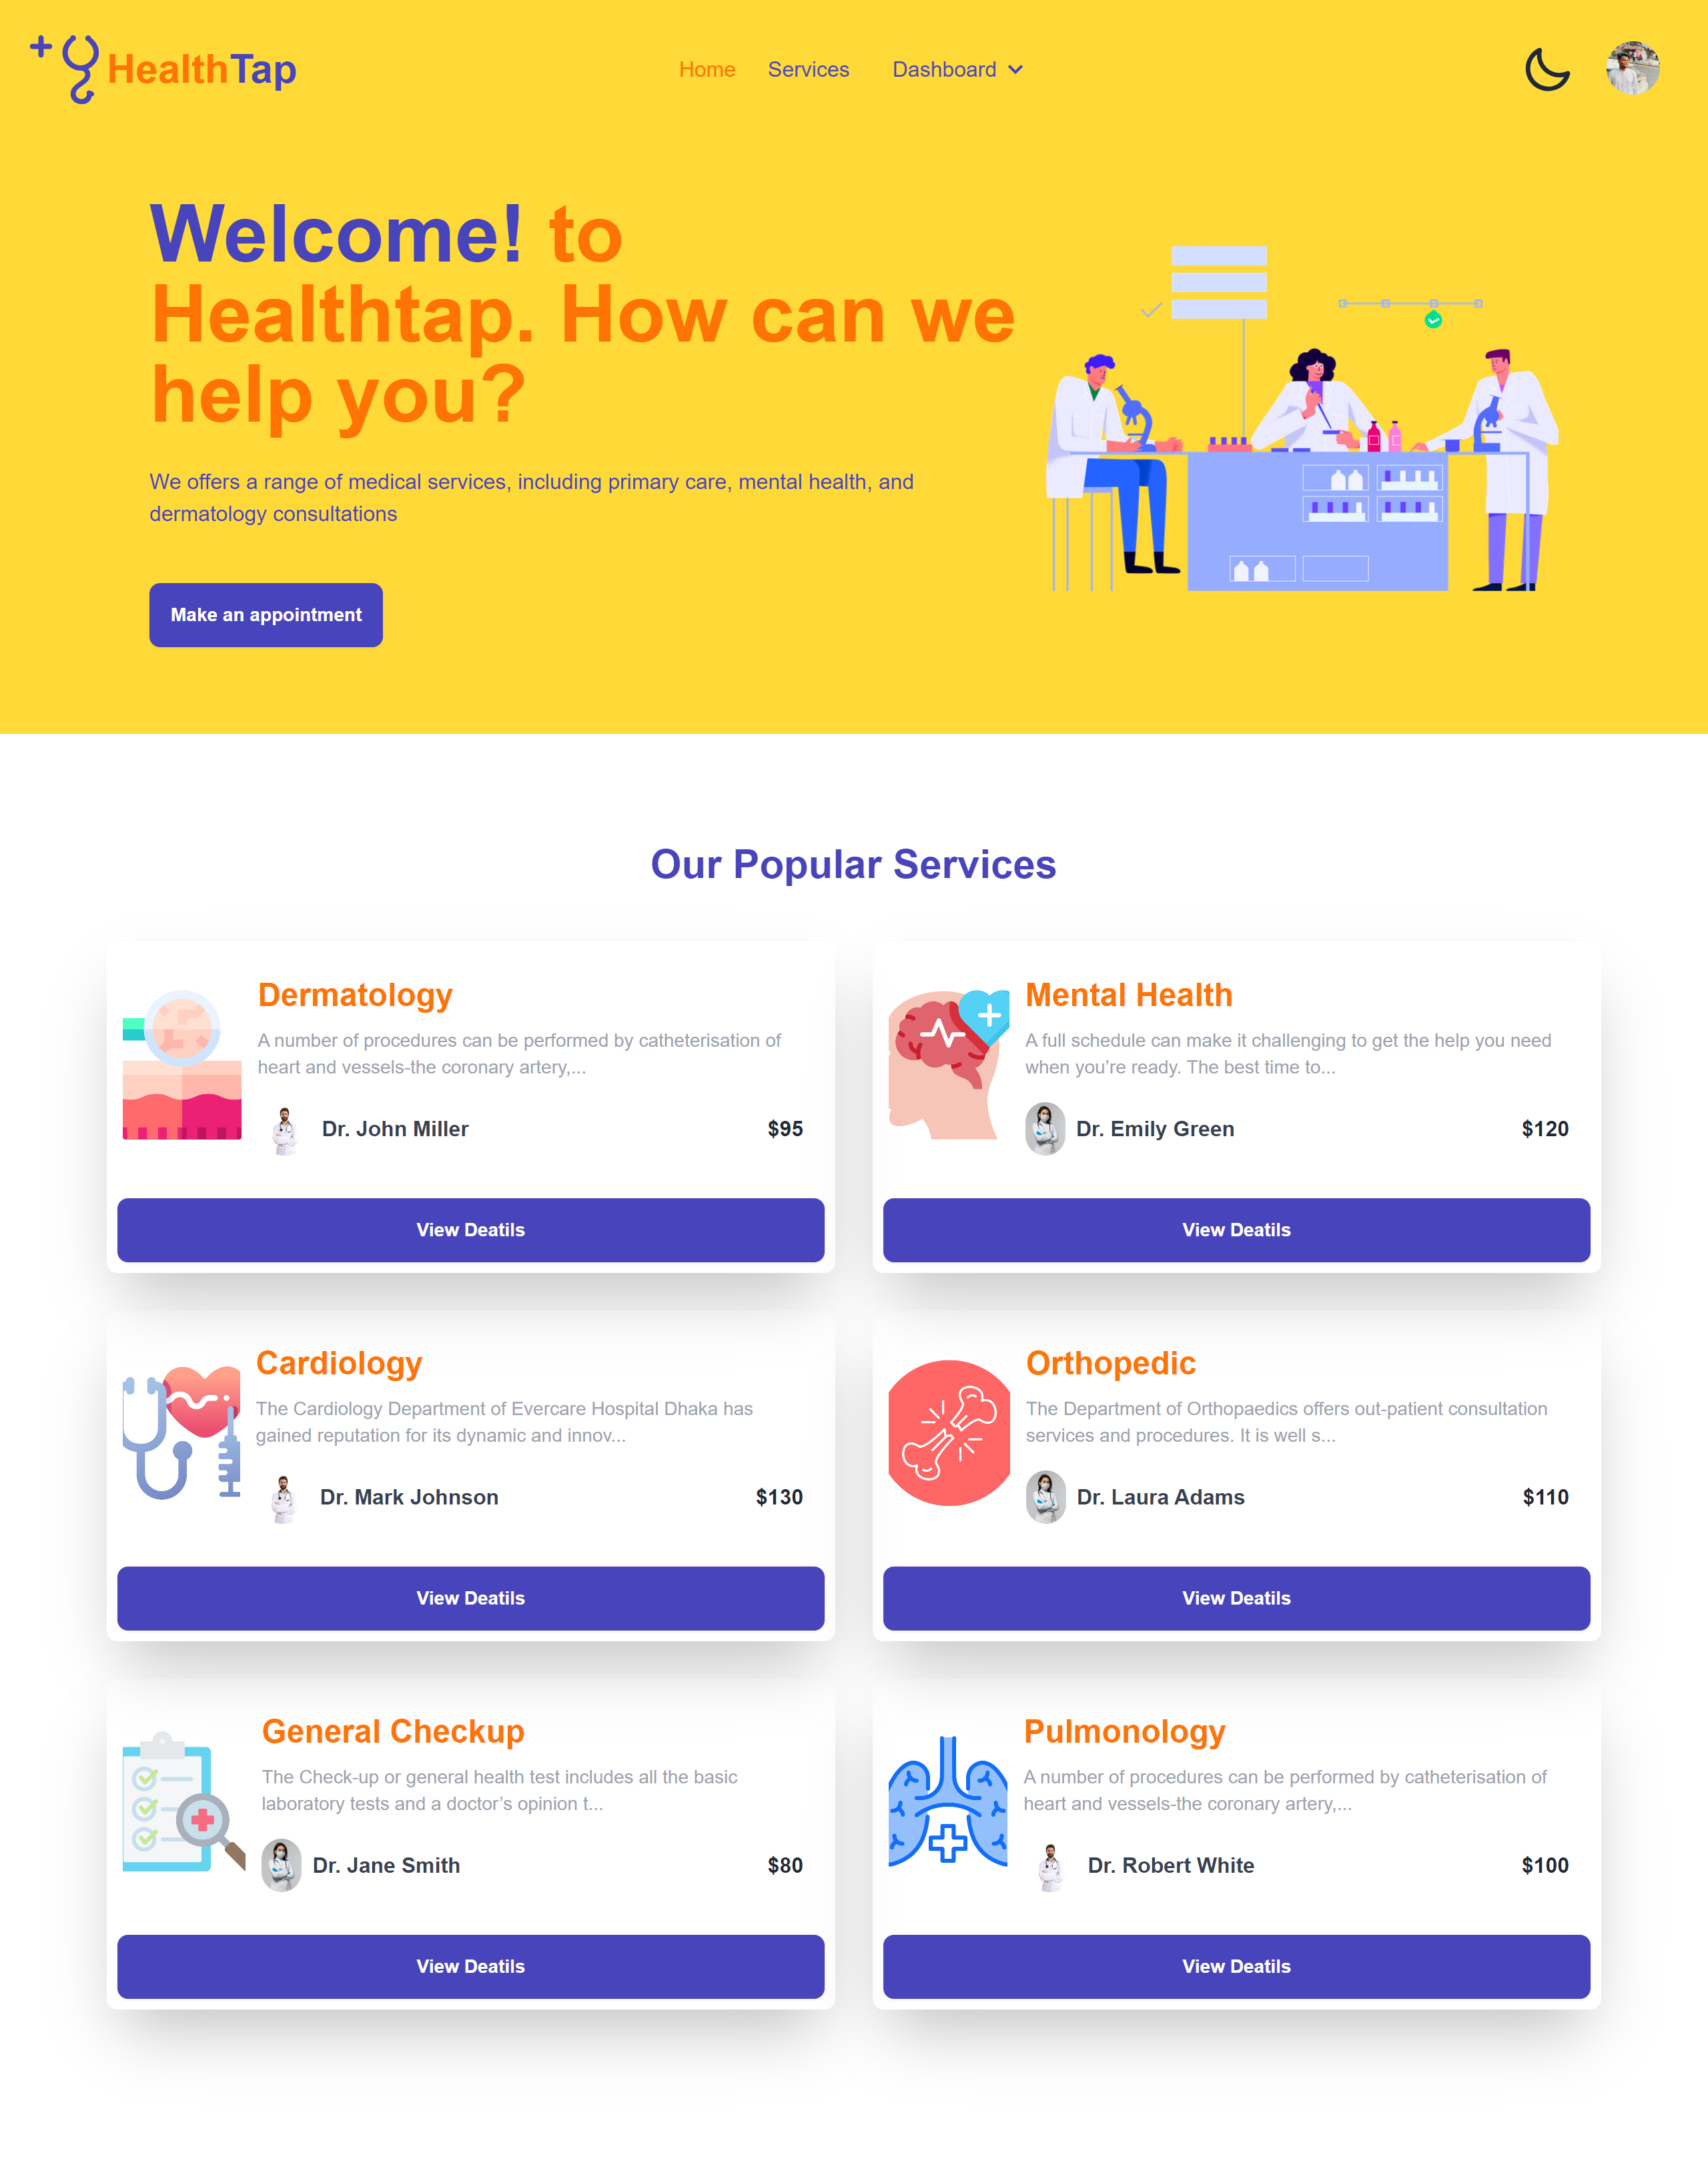 HealthTap
Home
Services
Dashboard
Welcome! to
Healthtap. How can we
help you?
We offers a range of medical services, including primary care, mental health, and
dermatology consultations
Make an appointment
Our Popular Services
Dermatology
A number of procedures can be performed by catheterisation of
heart and vessels-the coronary artery,...
Dr. John Miller
$95
View Deatils
Mental Health
A full schedule can make it challenging to get the help you need
when you’re ready. The best time to...
Dr. Emily Green
$120
View Deatils
Cardiology
The Cardiology Department of Evercare Hospital Dhaka has
gained reputation for its dynamic and innov...
Dr. Mark Johnson
$130
View Deatils
Orthopedic
The Department of Orthopaedics offers out-patient consultation
services and procedures. It is well s...
Dr. Laura Adams
$110
View Deatils
General Checkup
The Check-up or general health test includes all the basic
laboratory tests and a doctor’s opinion t...
Dr. Jane Smith
$80
View Deatils
Pulmonology
A number of procedures can be performed by catheterisation of
heart and vessels-the coronary artery,...
Dr. Robert White
$100
View Deatils